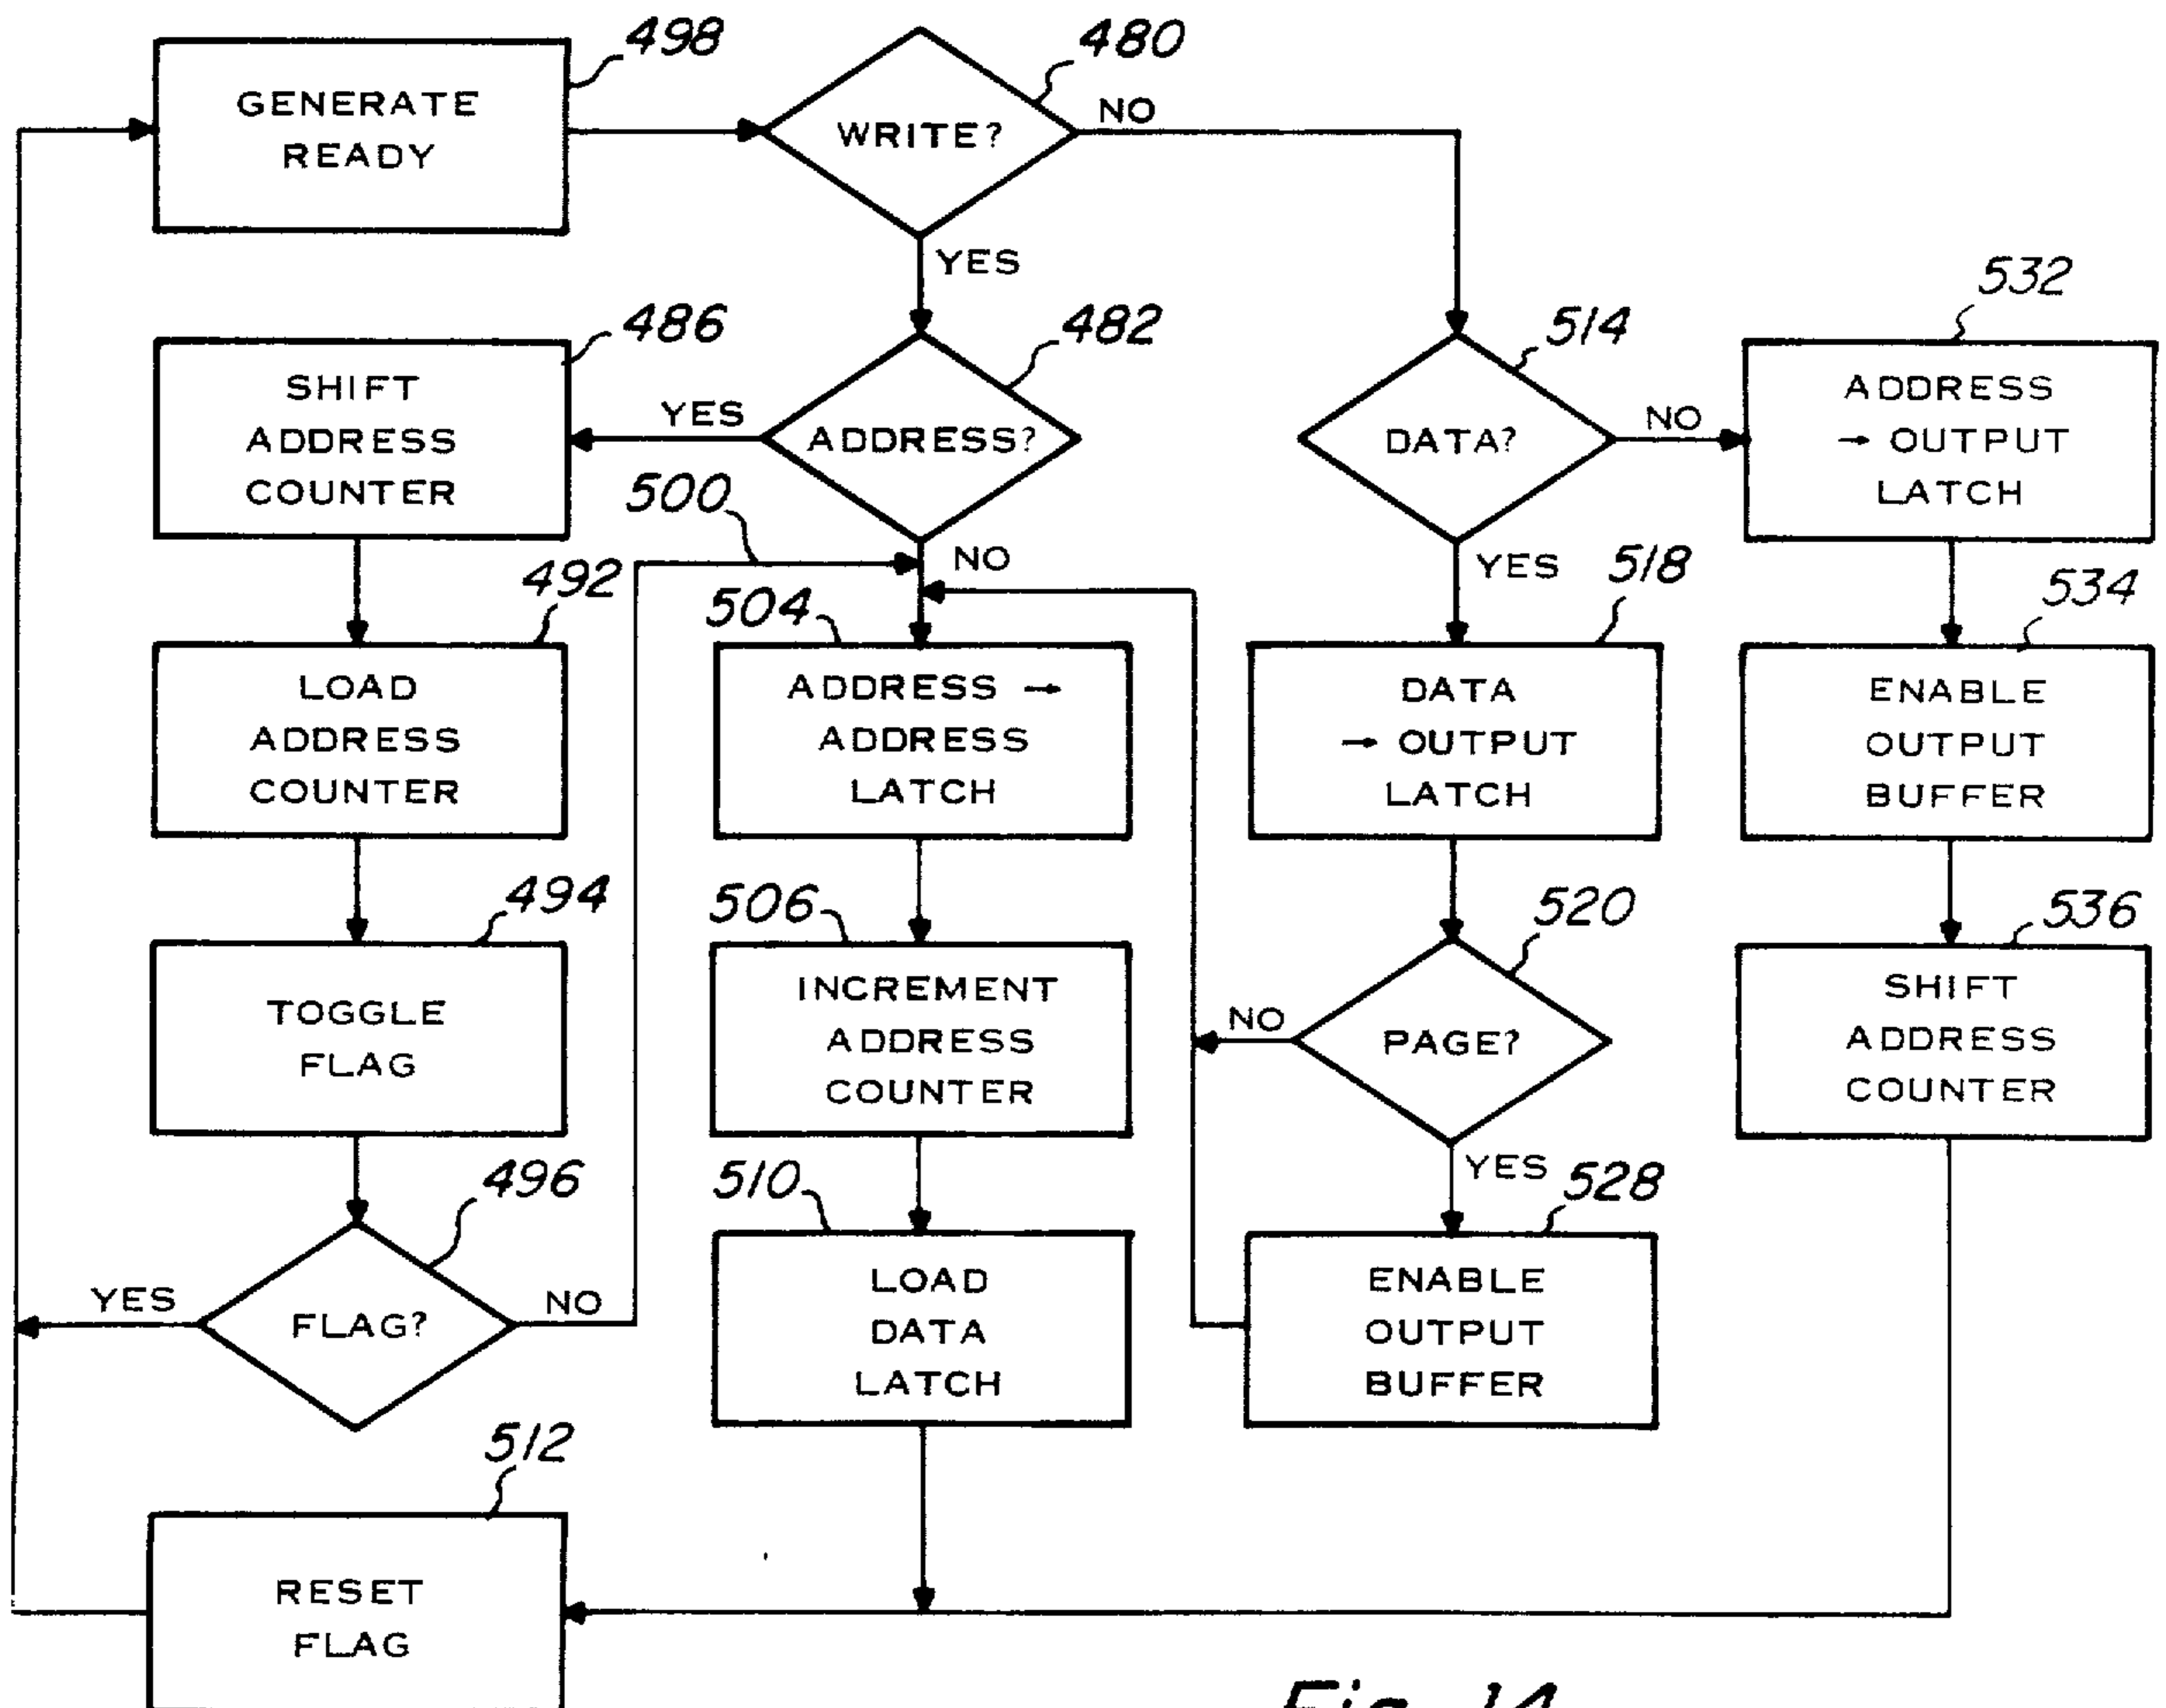 498
GENERATE
READY
480
WRITE?
NO
YES
486
SHIFT
ADDRESS
COUNTER
482
ADDRESS?
YES
NO
500
514
DATA?
NO
YES
532
ADDRESS
→ OUTPUT
LATCH
492
LOAD
ADDRESS
COUNTER
504
ADDRESS →
ADDRESS
LATCH
518
DATA
→ OUTPUT
LATCH
534
ENABLE
OUTPUT
BUFFER
494
TOGGLE
FLAG
506
INCREMENT
ADDRESS
COUNTER
520
PAGE?
NO
YES
536
SHIFT
ADDRESS
COUNTER
496
FLAG?
YES
NO
510
LOAD
DATA
LATCH
528
ENABLE
OUTPUT
BUFFER
512
RESET
FLAG
Fig. 14